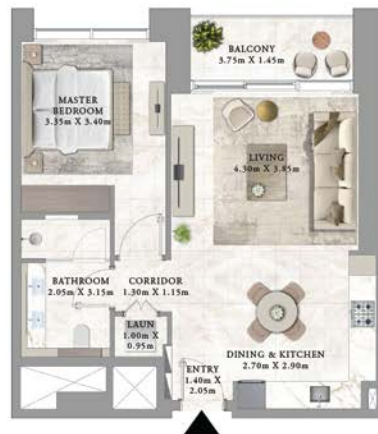 BALCONY
3.75m X 1.45m
MASTER
BEDROOM
3.35m X 3.40m
LIVING
4.30m X 3.85m
BATHROOM
2.05m X 3.15m
CORRIDOR
1.30m X 1.15m
LAUN
1.00m X
0.95m
DINING & KITCHEN
2.70m X 2.90m
ENTRY
1.40m X
2.05m